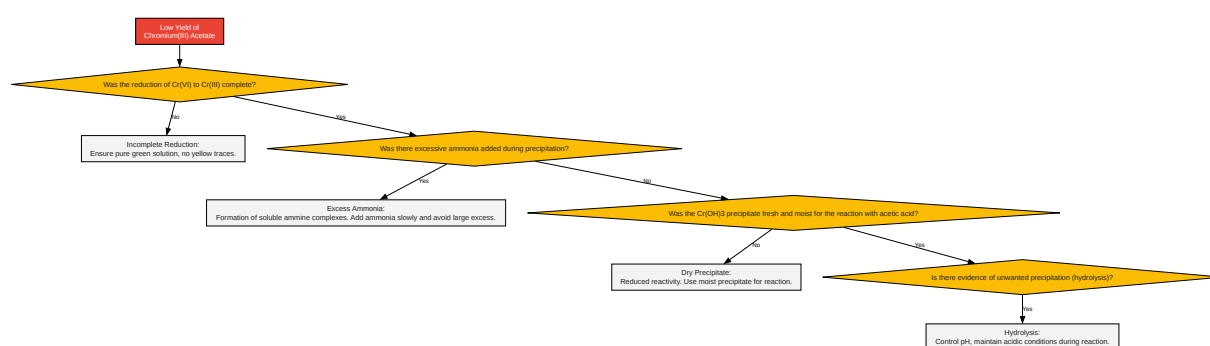 Low Yield of
Chromium(III) Acetate
Was the reduction of Cr(VI) to Cr(III) complete?
No
Yes
Incomplete Reduction:
Ensure pure green solution, no yellow traces.
Was there excessive ammonia added during precipitation?
Yes
No
Excess Ammonia:
Formation of soluble ammine complexes. Add ammonia slowly and avoid large excess.
Was the Cr(OH)3 precipitate fresh and moist for the reaction with acetic acid?
No
Yes
Dry Precipitate:
Reduced reactivity. Use moist precipitate for reaction.
Is there evidence of unwanted precipitation (hydrolysis)?
Yes
Hydrolysis:
Control pH, maintain acidic conditions during reaction.